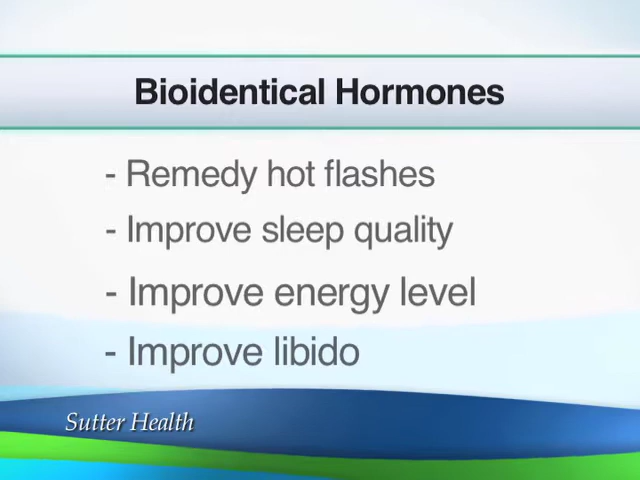 Bioidentical Hormones
- Remedy hot flashes
- Improve sleep quality
- Improve energy level
- Improve libido
Sutter Health